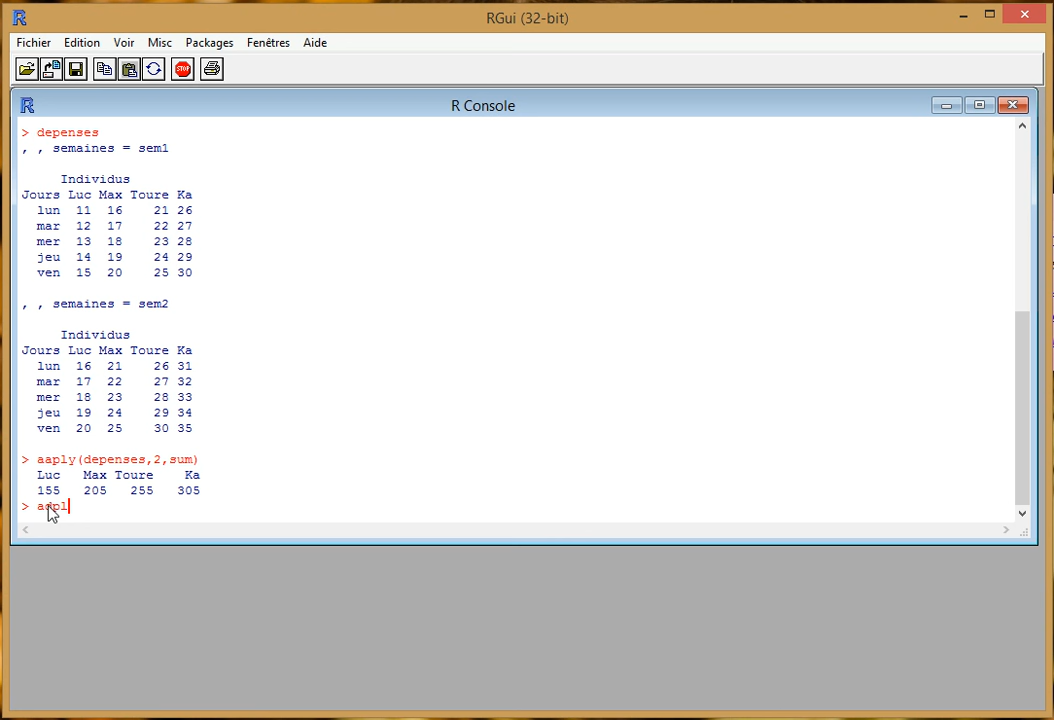 RGui (32-bit)
Fichier Edition Voir Misc Packages Fenêtres Aide
STOP
R Console
> depenses
, , semaines = sem1
Individus
Jours Luc Max Toure Ka
lun 11 16 21 26
mar 12 17 22 27
mer 13 18 23 28
jeu 14 19 24 29
ven 15 20 25 30
, , semaines = sem2
Individus
Jours Luc Max Toure Ka
lun 16 21 26 31
mar 17 22 27 32
mer 18 23 28 33
jeu 19 24 29 34
ven 20 25 30 35
> aaply(depenses,2,sum)
Luc Max Toure Ka
155 205 255 305
> adpl